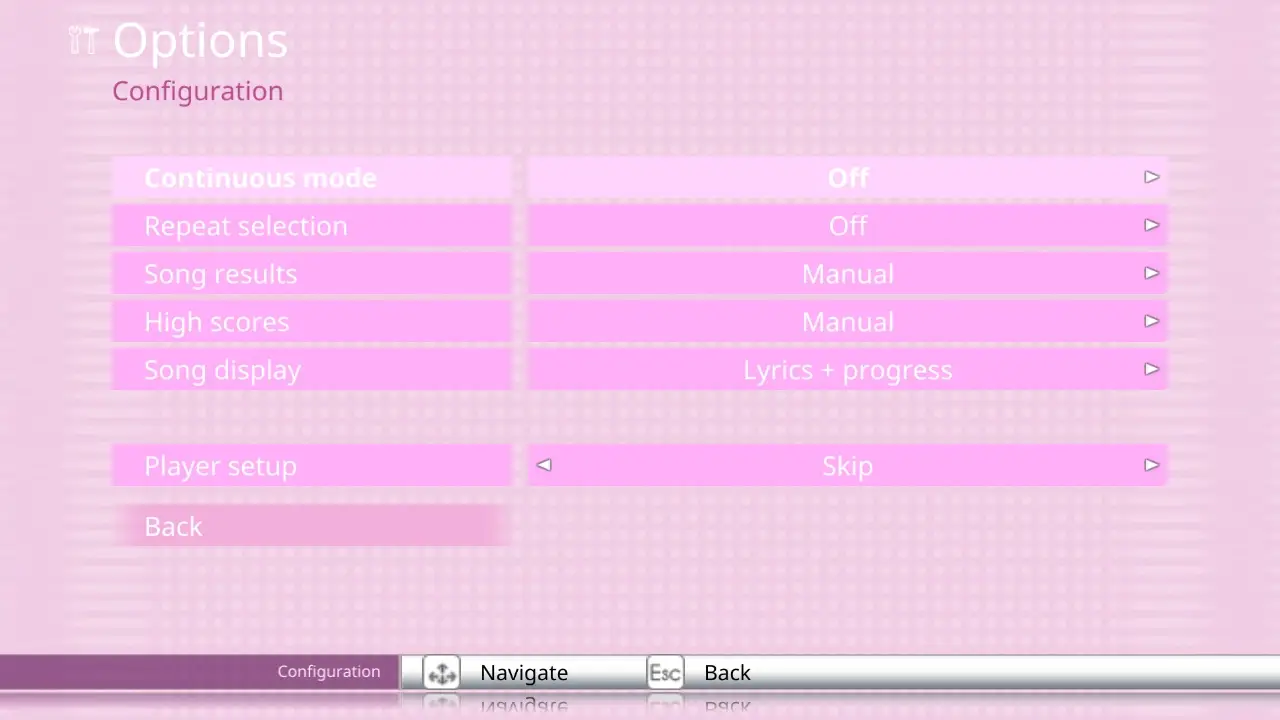 Options
Configuration
Continuous mode Off
Repeat selection Off
Song results Manual
High scores Manual
Song display Lyrics + progress
Player setup Skip
Back
Configuration Esc Navigate Back